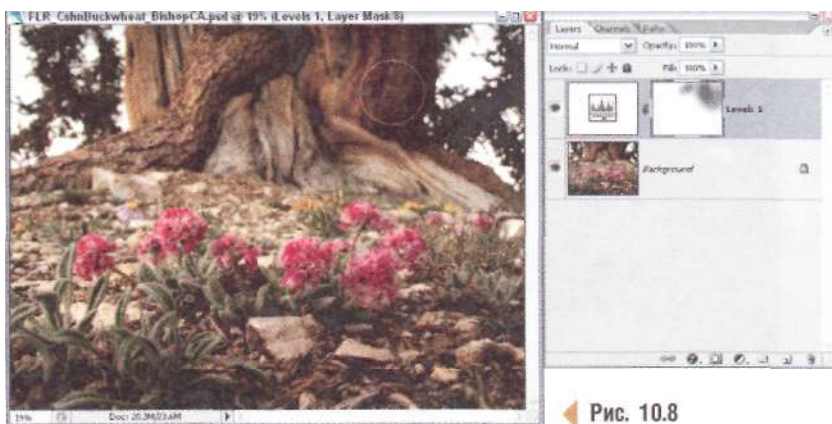 FLR_CshnBuckwheat_BishopCA.psd @ 19% (Levels 1, Layer Mask/8)
19%
Doc: 20.3M/23.6M
Layers Channels Paths
Normal Opacity: 100%
Lock: Fill: 100%
Levels 1
Background
Рис. 10.8